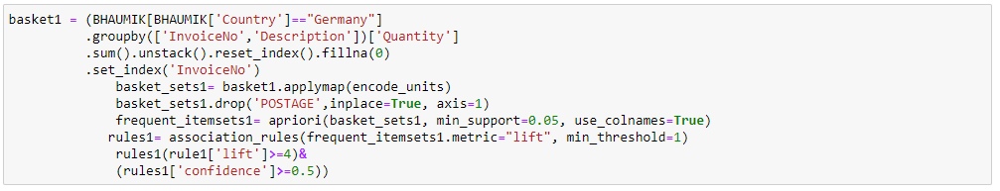 basket1 = (BHAUMIK[BHAUMIK['Country']=="Germany"]
.groupby(['InvoiceNo','Description'])['Quantity']
.sum().unstack().reset_index().fillna(0)
.set_index('InvoiceNo')
basket_sets1= basket1.applymap(encode_units)
basket_sets1.drop('POSTAGE',inplace=True, axis=1)
frequent_itemsets1= apriori(basket_sets1, min_support=0.05, use_colnames=True)
rules1= association_rules(frequent_itemsets1.metric="lift", min_threshold=1)
rules1(rule1['lift']>=4)&
(rules1['confidence']>=0.5))